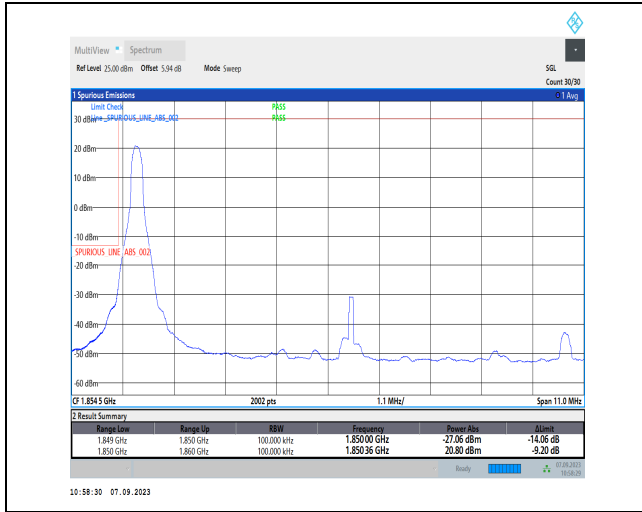 MultiView Spectrum
Ref Level 25.00 dBm Offset 5.94 dB Mode Sweep SGL
Count 30/30
1 Spurious Emissions 1 Avg
Limit Check PASS
30 dBm Line _SPURIOUS_LINE_ABS_002 PASS
20 dBm
10 dBm
0 dBm
-10 dBm
SPURIOUS_LINE_ABS_002
-20 dBm
-30 dBm
-40 dBm
-50 dBm
-60 dBm
CF 1.854 5 GHz 2002 pts 1.1 MHz/ Span 11.0 MHz
2 Result Summary
Range Low Range Up RBW Frequency Power Abs ΔLimit
1.849 GHz 1.850 GHz 100.000 kHz 1.85000 GHz -27.06 dBm -14.06 dB
1.850 GHz 1.860 GHz 100.000 kHz 1.85036 GHz 20.80 dBm -9.20 dB
Ready 07.09.2023
10:58:29
10:58:30 07.09.2023